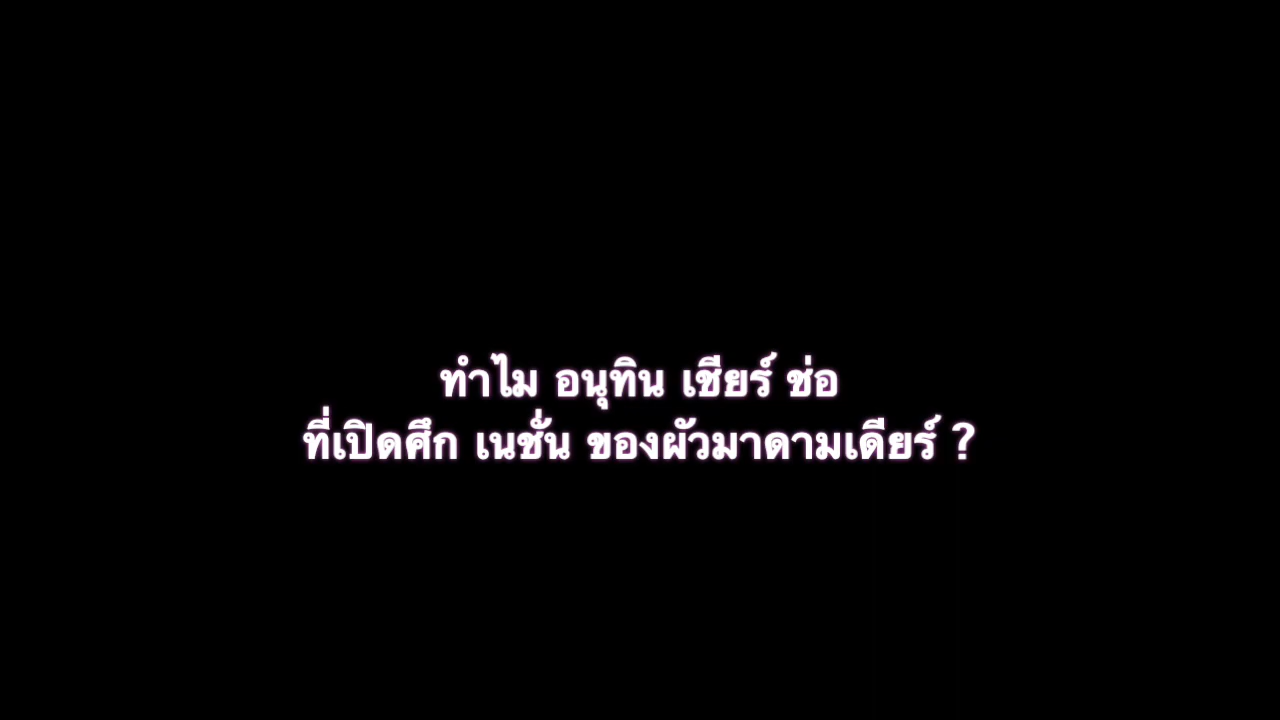 ทำไม อนุทิน เชียร์ ช่อ
ที่เปิดศึก เนชั่น ของผัวมาดามเดียร์ ?